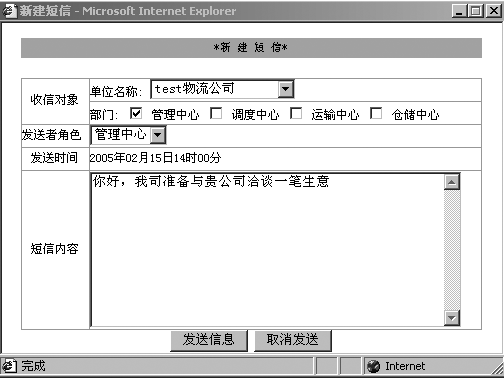 新建短信 - Microsoft Internet Explorer
*新 建 短 信*
收信对象
单位名称: test物流公司
部门: 管理中心 调度中心 运输中心 仓储中心
发送者角色 管理中心
发送时间 2005年02月15日14时00分
短信内容
你好，我司准备与贵公司洽谈一笔生意
发送信息 取消发送
完成 Internet